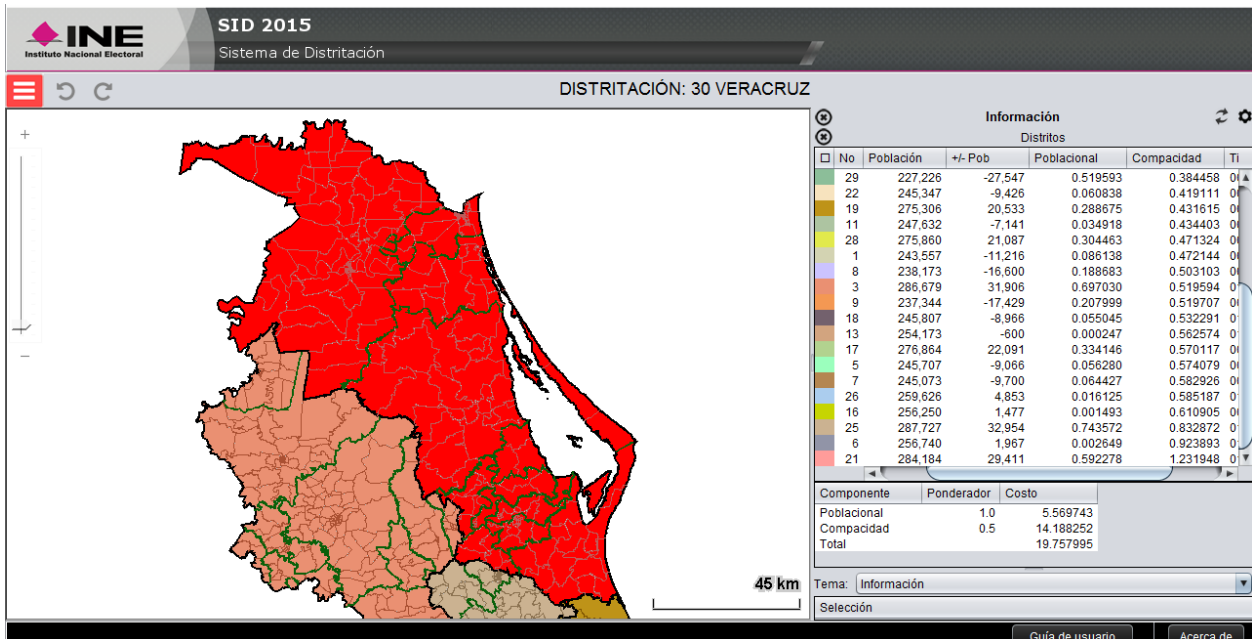 SID 2015
INE
Instituto Nacional Electoral
Sistema de Distritación
DISTRITACIÓN: 30 VERACRUZ
Información
Distritos
No Población +/- Pob Poblacional Compacidad Ti
29 227,226 -27,547 0.519593 0.384458
22 245,347 -9,426 0.060838 0.419111
19 275,306 20,533 0.288675 0.431615
11 247,632 -7,141 0.034918 0.434403
28 275,860 21,087 0.304463 0.471324
1 243,557 -11,216 0.086138 0.472144
8 238,173 -16,600 0.188683 0.503103
3 286,679 31,906 0.697030 0.519594
9 237,344 -17,429 0.207999 0.519707
18 245,807 -8,966 0.055045 0.532291
13 254,173 -600 0.000247 0.562574
17 276,864 22,091 0.334146 0.570117
5 245,707 -9,066 0.056280 0.574079
7 245,073 -9,700 0.064427 0.582926
26 259,626 4,853 0.016125 0.585187
16 256,250 1,477 0.001493 0.610905
25 287,727 32,954 0.743572 0.832872
6 256,740 1,967 0.002649 0.923893
21 284,184 29,411 0.592278 1.231948
Componente Ponderador Costo
Poblacional 1.0 5.569743
Compacidad 0.5 14.188252
Total 19.757995
45 km
Tema: Información
Selección
Guía de usuario Acerca de